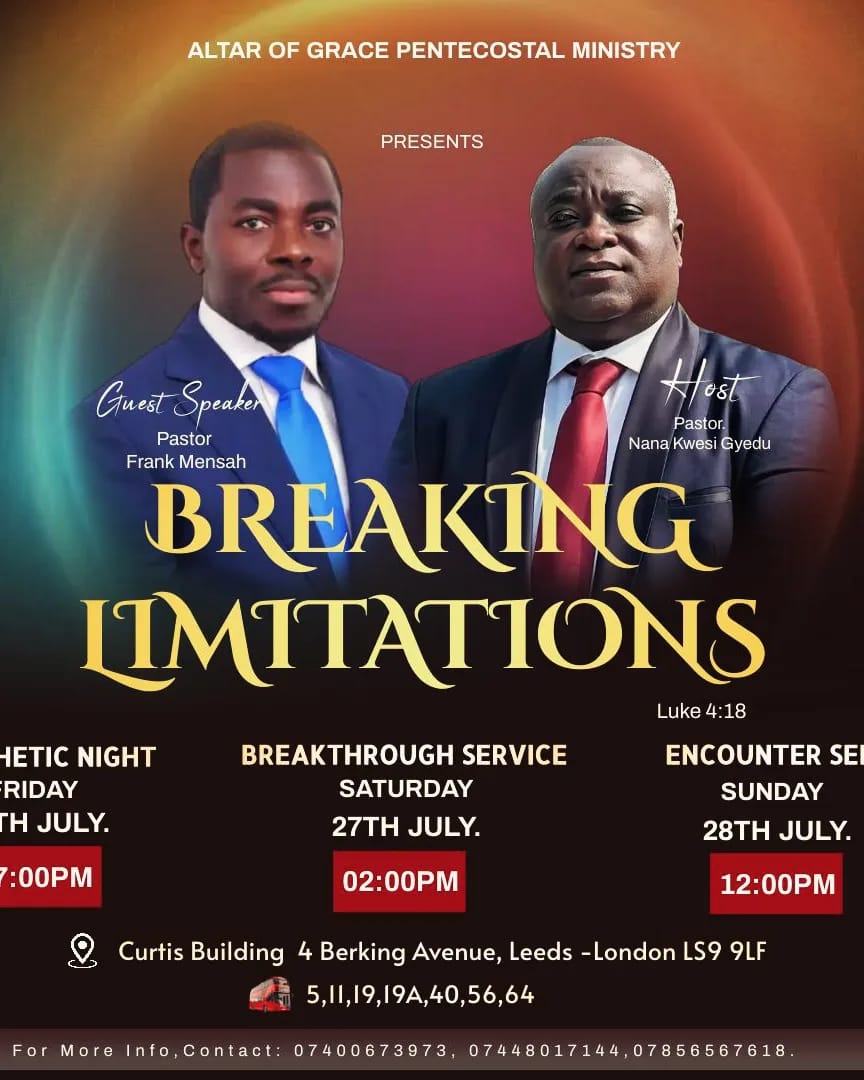 ALTAR OF GRACE PENTECOSTAL MINISTRY
PRESENTS
Guest Speaker
Pastor
Frank Mensah
Host
Pastor.
Nana Kwesi Gyedu
BREAKING
LIMITATIONS
Luke 4:18
HETIC NIGHT
FRIDAY
TH JULY.
7:00PM
BREAKTHROUGH SERVICE
SATURDAY
27TH JULY.
02:00PM
ENCOUNTER SE
SUNDAY
28TH JULY.
12:00PM
Curtis Building 4 Berking Avenue, Leeds -London LS9 9LF
5,11,19,19A,40,56,64
For More Info,Contact: 07400673973, 07448017144,07856567618.